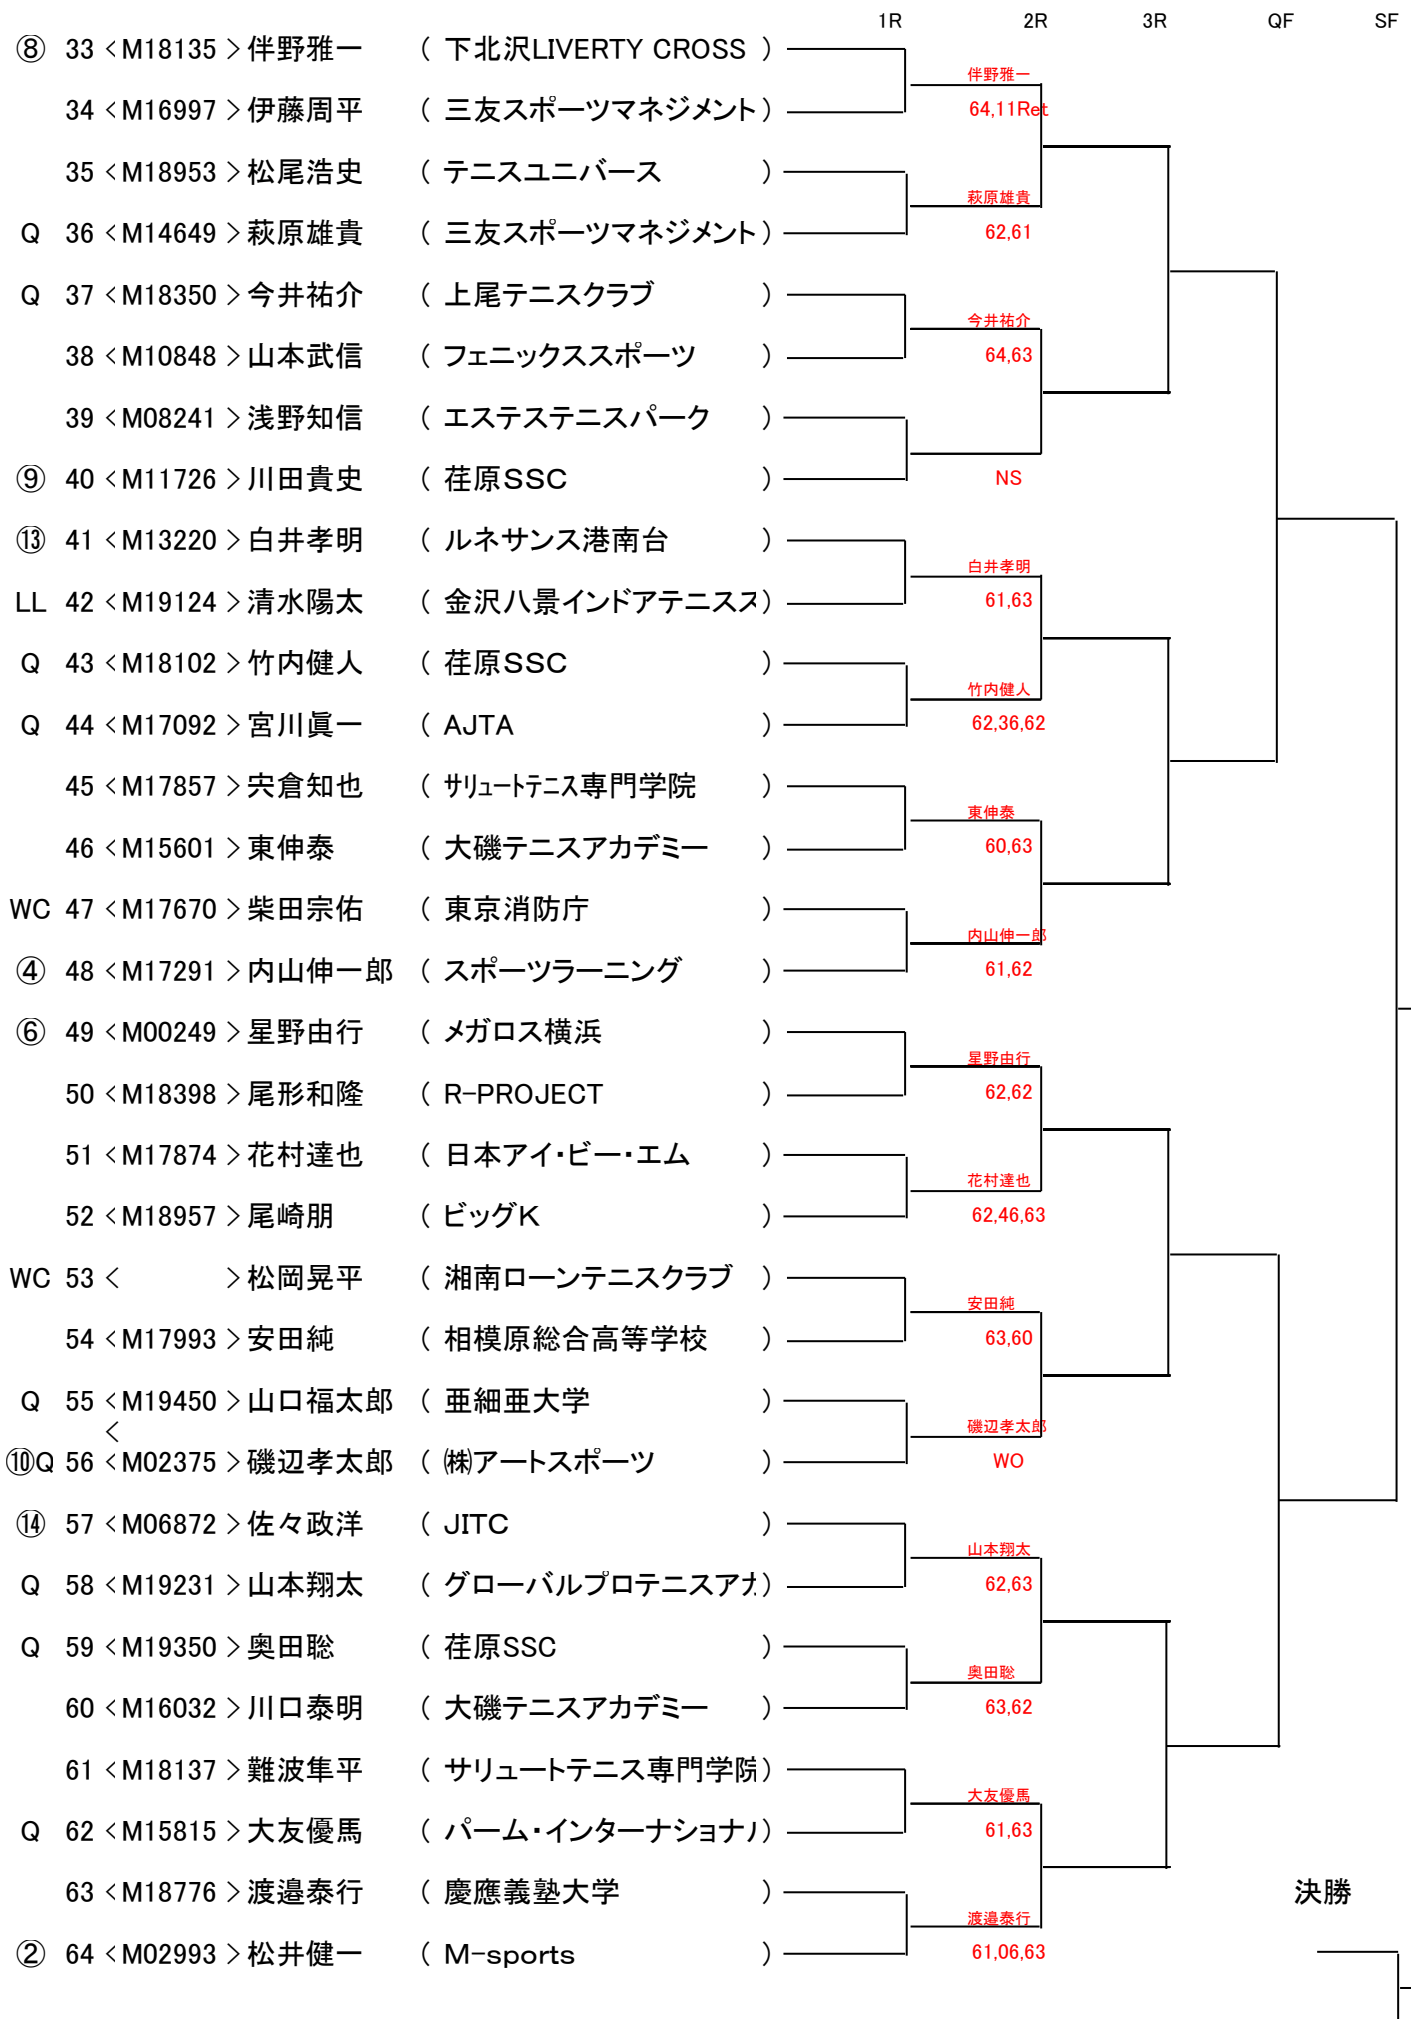 1R 2R 3R QF SF
⑧ 33 <M18135 > 伴野雅一 ( 下北沢LIVERTY CROSS )
伴野雅一
34 <M16997 > 伊藤周平 ( 三友スポーツマネジメント )
64,11Ret
35 <M18953 > 松尾浩史 ( テニスユニバース )
萩原雄貴
Q 36 <M14649 > 萩原雄貴 ( 三友スポーツマネジメント )
62,61
Q 37 <M18350 > 今井祐介 ( 上尾テニスクラブ )
今井祐介
38 <M10848 > 山本武信 ( フェニックススポーツ )
64,63
39 <M08241 > 浅野知信 ( エステステニスパーク )
⑨ 40 <M11726 > 川田貴史 ( 荏原SSC )
NS
⑬ 41 <M13220 > 白井孝明 ( ルネサンス港南台 )
白井孝明
LL 42 <M19124 > 清水陽太 ( 金沢八景インドアテニスス )
61,63
Q 43 <M18102 > 竹内健人 ( 荏原SSC )
竹内健人
Q 44 <M17092 > 宮川眞一 ( AJTA )
62,36,62
45 <M17857 > 宍倉知也 ( サリュートテニス専門学院 )
東伸泰
46 <M15601 > 東伸泰 ( 大磯テニスアカデミー )
60,63
WC 47 <M17670 > 柴田宗佑 ( 東京消防庁 )
内山伸一郎
④ 48 <M17291 > 内山伸一郎 ( スポーツラーニング )
61,62
⑥ 49 <M00249 > 星野由行 ( メガロス横浜 )
星野由行
50 <M18398 > 尾形和隆 ( R-PROJECT )
62,62
51 <M17874 > 花村達也 ( 日本アイ・ビー・エム )
花村達也
52 <M18957 > 尾崎朋 ( ビッグK )
62,46,63
WC 53 < > 松岡晃平 ( 湘南ローンテニスクラブ )
安田純
54 <M17993 > 安田純 ( 相模原総合高等学校 )
63,60
Q 55 <M19450 > 山口福太郎 ( 亜細亜大学 )
<
磯辺孝太郎
⑩Q 56 <M02375 > 磯辺孝太郎 ( ㈱アートスポーツ )
WO
⑭ 57 <M06872 > 佐々政洋 ( JITC )
山本翔太
Q 58 <M19231 > 山本翔太 ( グローバルプロテニスアカ )
62,63
Q 59 <M19350 > 奥田聡 ( 荏原SSC )
奥田聡
60 <M16032 > 川口泰明 ( 大磯テニスアカデミー )
63,62
61 <M18137 > 難波隼平 ( サリュートテニス専門学院 )
大友優馬
Q 62 <M15815 > 大友優馬 ( パーム・インターナショナル )
61,63
63 <M18776 > 渡邉泰行 ( 慶應義塾大学 )
決勝
渡邉泰行
② 64 <M02993 > 松井健一 ( M-sports )
61,06,63